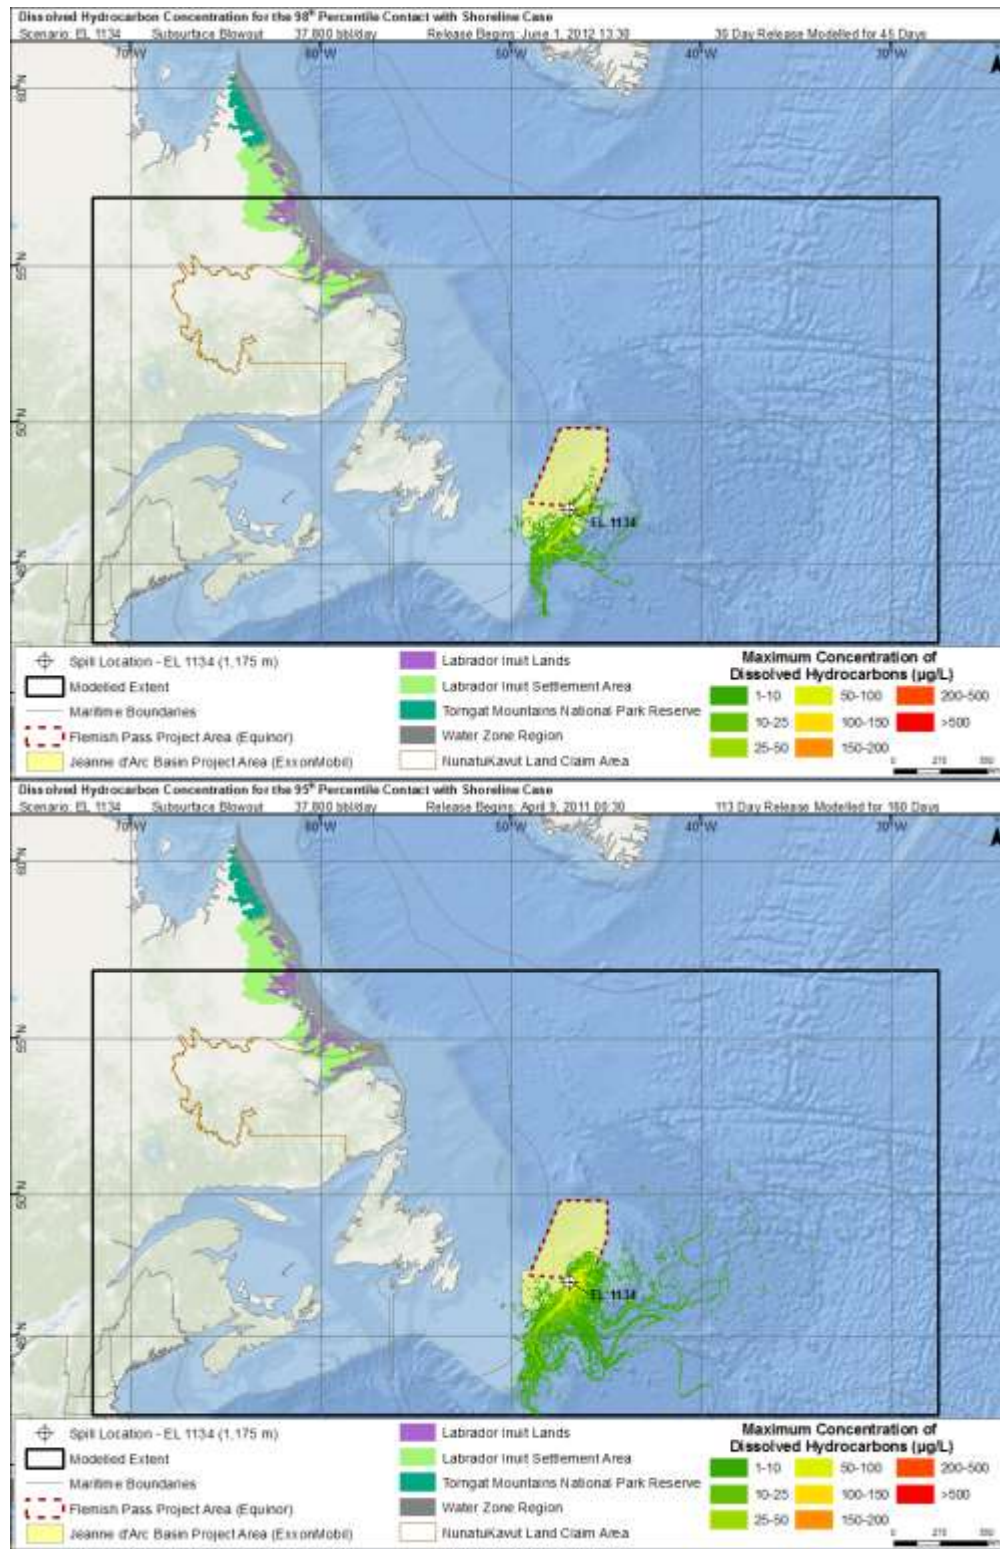 Dissolved Hydrocarbon Concentration for the 98th Percentile Contact with Shoreline Case
Scenario: EL 1134 Subsurface Blowout 37,800 bbl/day Release Begins: June 1, 2012 13:30 Day Release Modelled for 45 Days
70°W 60°W 50°W 40°W 30°W
60°N
55°N
50°N
45°N
EL 1134
Spill Location - EL 1134 (1,175 m)
Modelled Extent
Maritime Boundaries
Flemish Pass Project Area (Equinor)
Jeanne d'Arc Basin Project Area (ExxonMobil)
Labrador Inuit Lands
Labrador Inuit Settlement Area
Torngat Mountains National Park Reserve
Water Zone Region
NunatuKavut Land Claim Area
Maximum Concentration of
Dissolved Hydrocarbons (µg/L)
1-10 50-100 200-500
10-25 100-150 >500
25-50 150-200
0 275 550
Dissolved Hydrocarbon Concentration for the 95th Percentile Contact with Shoreline Case
Scenario: EL 1134 Subsurface Blowout 37,800 bbl/day Release Begins: April 9, 2011 113 Day Release Modelled for 160 Days
70°W 60°W 50°W 40°W 30°W
60°N
55°N
50°N
45°N
EL 1134
Spill Location - EL 1134 (1,175 m)
Modelled Extent
Maritime Boundaries
Flemish Pass Project Area (Equinor)
Jeanne d'Arc Basin Project Area (ExxonMobil)
Labrador Inuit Lands
Labrador Inuit Settlement Area
Torngat Mountains National Park Reserve
Water Zone Region
NunatuKavut Land Claim Area
Maximum Concentration of
Dissolved Hydrocarbons (µg/L)
1-10 50-100 200-500
10-25 100-150 >500
25-50 150-200
0 275 550